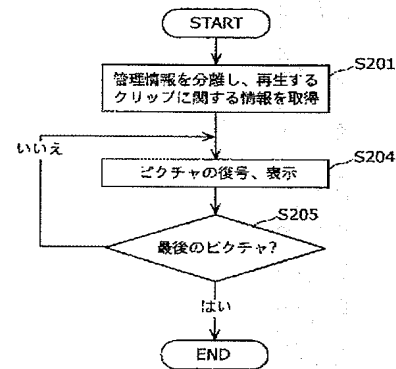 START
管理情報を分離し、再生する
クリップに関する情報を取得
S201
いいえ
ピクチャの復号、表示
S204
S205
最後のピクチャ?
はい
END